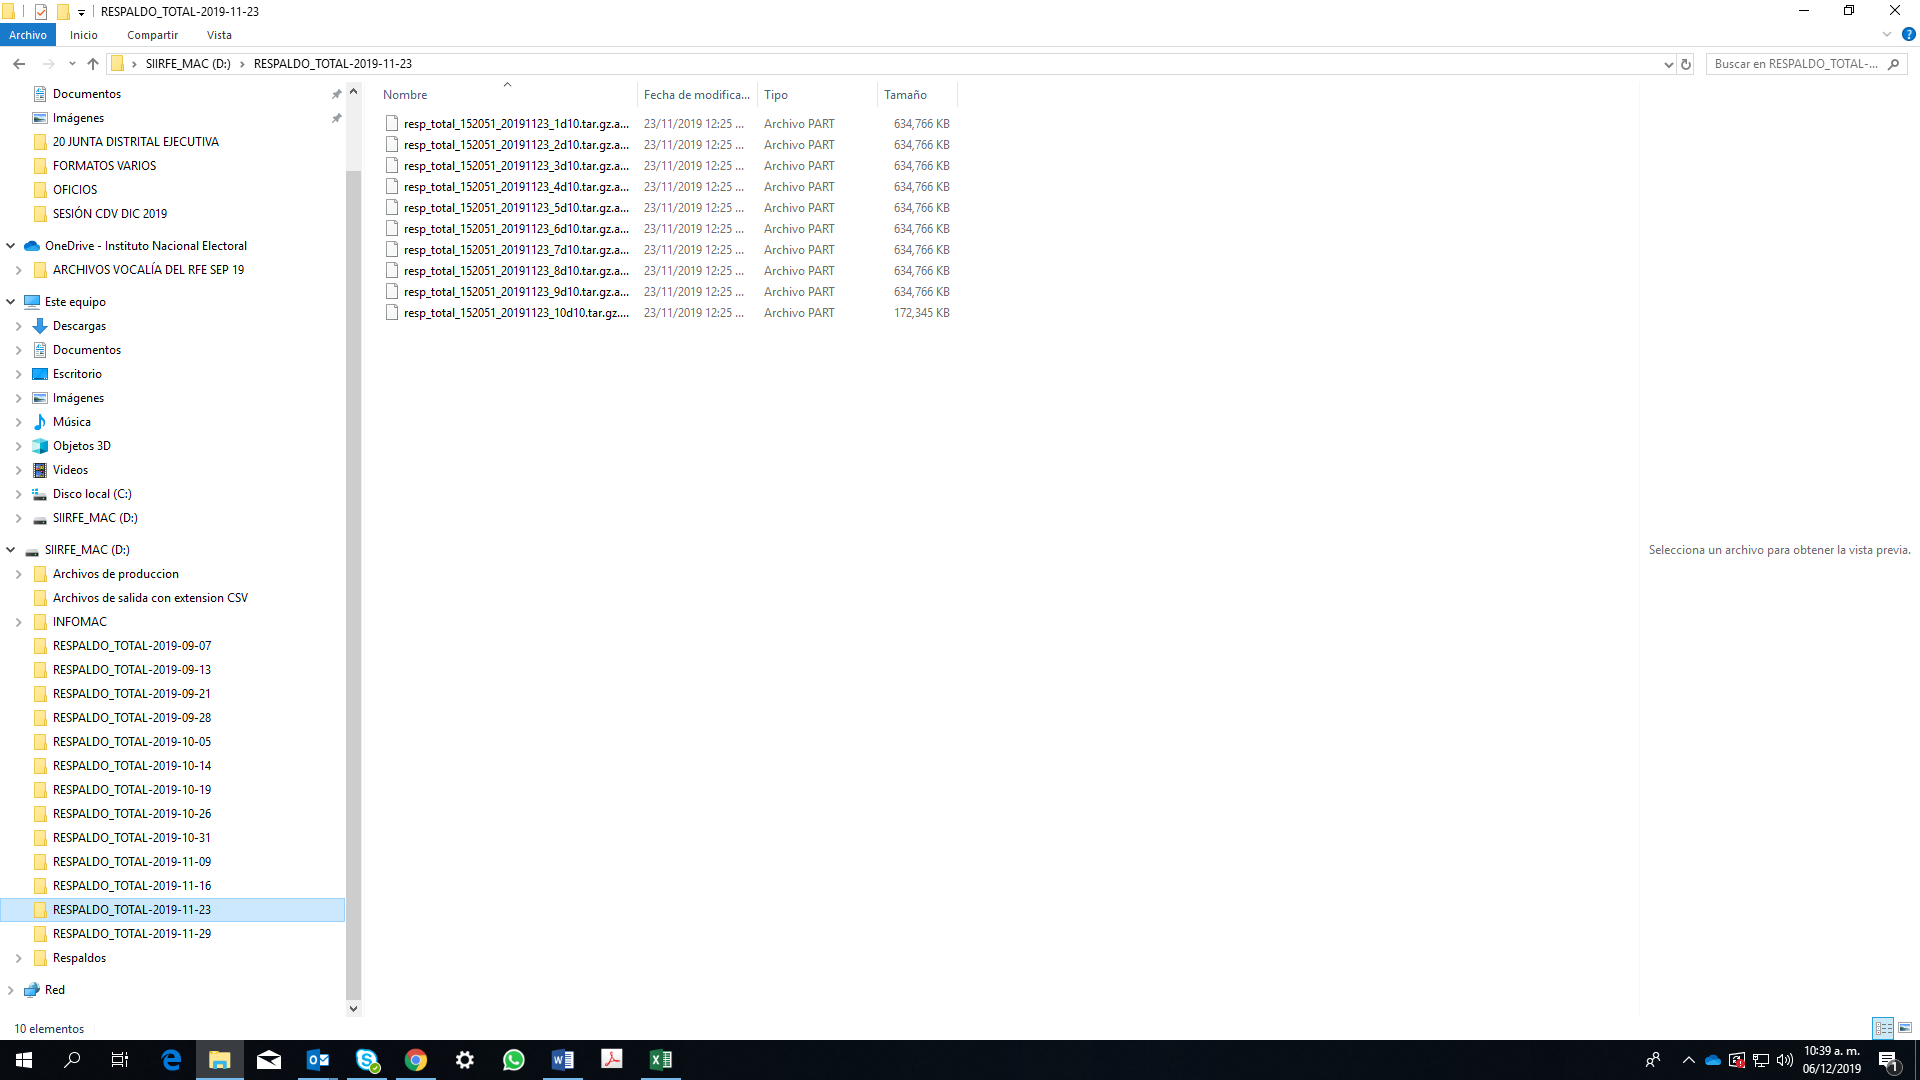 RESPALDO_TOTAL-2019-11-23
Archivo Inicio Compartir Vista
SIIRFE_MAC (D:) RESPALDO_TOTAL-2019-11-23
Buscar en RESPALDO_TOTAL-...
Documentos
Imágenes
20 JUNTA DISTRITAL EJECUTIVA
FORMATOS VARIOS
OFICIOS
SESIÓN CDV DIC 2019
OneDrive - Instituto Nacional Electoral
ARCHIVOS VOCALÍA DEL RFE SEP 19
Este equipo
Descargas
Documentos
Escritorio
Imágenes
Música
Objetos 3D
Videos
Disco local (C:)
SIIRFE_MAC (D:)
SIIRFE_MAC (D:)
Archivos de produccion
Archivos de salida con extension CSV
INFOMAC
RESPALDO_TOTAL-2019-09-07
RESPALDO_TOTAL-2019-09-13
RESPALDO_TOTAL-2019-09-21
RESPALDO_TOTAL-2019-09-28
RESPALDO_TOTAL-2019-10-05
RESPALDO_TOTAL-2019-10-14
RESPALDO_TOTAL-2019-10-19
RESPALDO_TOTAL-2019-10-26
RESPALDO_TOTAL-2019-10-31
RESPALDO_TOTAL-2019-11-09
RESPALDO_TOTAL-2019-11-16
RESPALDO_TOTAL-2019-11-23
RESPALDO_TOTAL-2019-11-29
Respaldos
Red
Nombre Fecha de modifica... Tipo Tamaño
resp_total_152051_20191123_1d10.tar.gz.a... 23/11/2019 12:25 ... Archivo PART 634,766 KB
resp_total_152051_20191123_2d10.tar.gz.a... 23/11/2019 12:25 ... Archivo PART 634,766 KB
resp_total_152051_20191123_3d10.tar.gz.a... 23/11/2019 12:25 ... Archivo PART 634,766 KB
resp_total_152051_20191123_4d10.tar.gz.a... 23/11/2019 12:25 ... Archivo PART 634,766 KB
resp_total_152051_20191123_5d10.tar.gz.a... 23/11/2019 12:25 ... Archivo PART 634,766 KB
resp_total_152051_20191123_6d10.tar.gz.a... 23/11/2019 12:25 ... Archivo PART 634,766 KB
resp_total_152051_20191123_7d10.tar.gz.a... 23/11/2019 12:25 ... Archivo PART 634,766 KB
resp_total_152051_20191123_8d10.tar.gz.a... 23/11/2019 12:25 ... Archivo PART 634,766 KB
resp_total_152051_20191123_9d10.tar.gz.a... 23/11/2019 12:25 ... Archivo PART 634,766 KB
resp_total_152051_20191123_10d10.tar.gz.... 23/11/2019 12:25 ... Archivo PART 172,345 KB
Selecciona un archivo para obtener la vista previa.
10 elementos
10:39 a. m.
06/12/2019
1